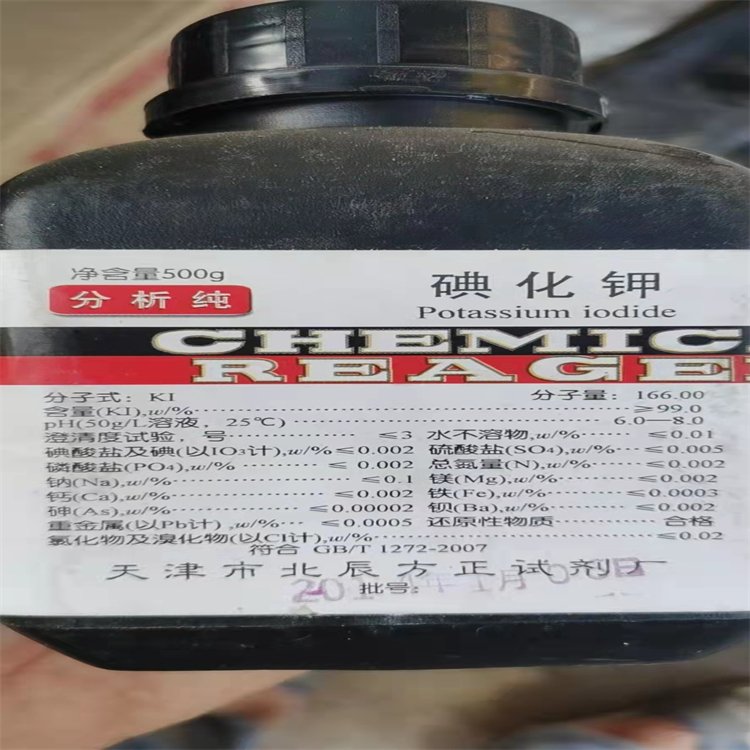 净含量500g
分析纯
碘化钾
Potassium iodide
CHEMIC
REAGE
分子式：KI 分子量：166.00
含量(KI),w/% ≥99.0
pH(50g/L溶液，25℃) 6.0—8.0
澄清度试验，号 ≤3 水不溶物,w/% ≤0.01
碘酸盐及碘(以IO3计),w/% ≤0.002 硫酸盐(SO4),w/% ≤0.005
磷酸盐(PO4),w/% ≤0.002 总氮量(N),w/% ≤0.002
钠(Na),w/% ≤0.1 镁(Mg),w/% ≤0.002
钙(Ca),w/% ≤0.002 铁(Fe),w/% ≤0.0003
砷(As),w/% ≤0.00002 钡(Ba),w/% ≤0.002
重金属(以Pb计),w/% ≤0.0005 还原性物质 合格
氯化物及溴化物(以Cl计),w/% ≤0.02
符合 GB/T 1272-2007
天津市北辰方正试剂厂
批号：